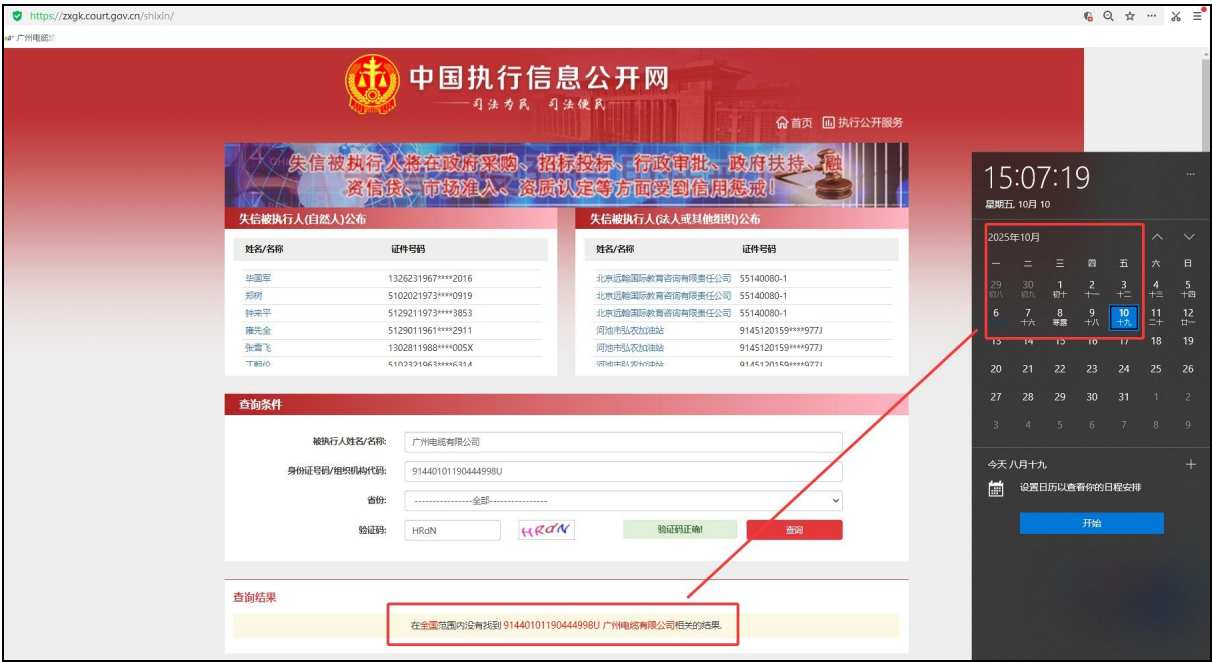 https://zxgk.court.gov.cn/shixin/
广州电缆
中国执行信息公开网
司法为民 司法便民
首页 执行公开服务
失信被执行人将在政府采购、招标投标、行政审批、政府扶持、融
资信贷、市场准入、资质认定等方面受到信用惩戒！
失信被执行人(自然人)公布
姓名/名称 证件号码
毕国军 1326231967****2016
郑树 5102021973****0919
钟来平 5129211973****3853
雍先全 5129011961****2911
张雪飞 1302811988****005X
丁朝伦 5102321963****6314
失信被执行人(法人或其他组织)公布
姓名/名称 证件号码
北京远翰国际教育咨询有限责任公司 55140080-1
北京远翰国际教育咨询有限责任公司 55140080-1
北京远翰国际教育咨询有限责任公司 55140080-1
河池市弘农加油站 9145120159****977J
河池市弘农加油站 9145120159****977J
河池市弘农加油站 9145120159****977J
查询条件
被执行人姓名/名称: 广州电缆有限公司
身份证号码/组织机构代码: 91440101190444998U
省份: ----------------全部----------------
验证码: HRdN HRdN 验证码正确! 查询
查询结果
在全国范围内没有找到 91440101190444998U 广州电缆有限公司相关的结果.
15:07:19
星期五, 10月 10
2025年10月
一 二 三 四 五 六 日
29 30 1 2 3 4 5
初八 初九 初十 十一 十二 十三 十四
6 7 8 9 10 11 12
十六 寒露 十八 十九 二十 廿一
13 14 15 16 17 18 19
20 21 22 23 24 25 26
27 28 29 30 31 1 2
3 4 5 6 7 8 9
今天 八月十九
设置日历以查看你的日程安排
开始